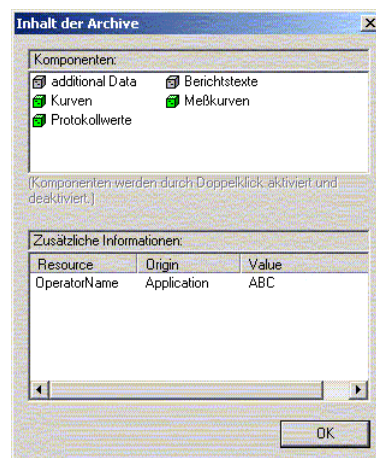 Inhalt der Archive
Komponenten:
additional Data Berichtstexte
Kurven Meßkurven
Protokollwerte
(Komponenten werden durch Doppelklick aktiviert und
deaktiviert.)
Zusätzliche Informationen:
Resource Origin Value
OperatorName Application ABC
OK